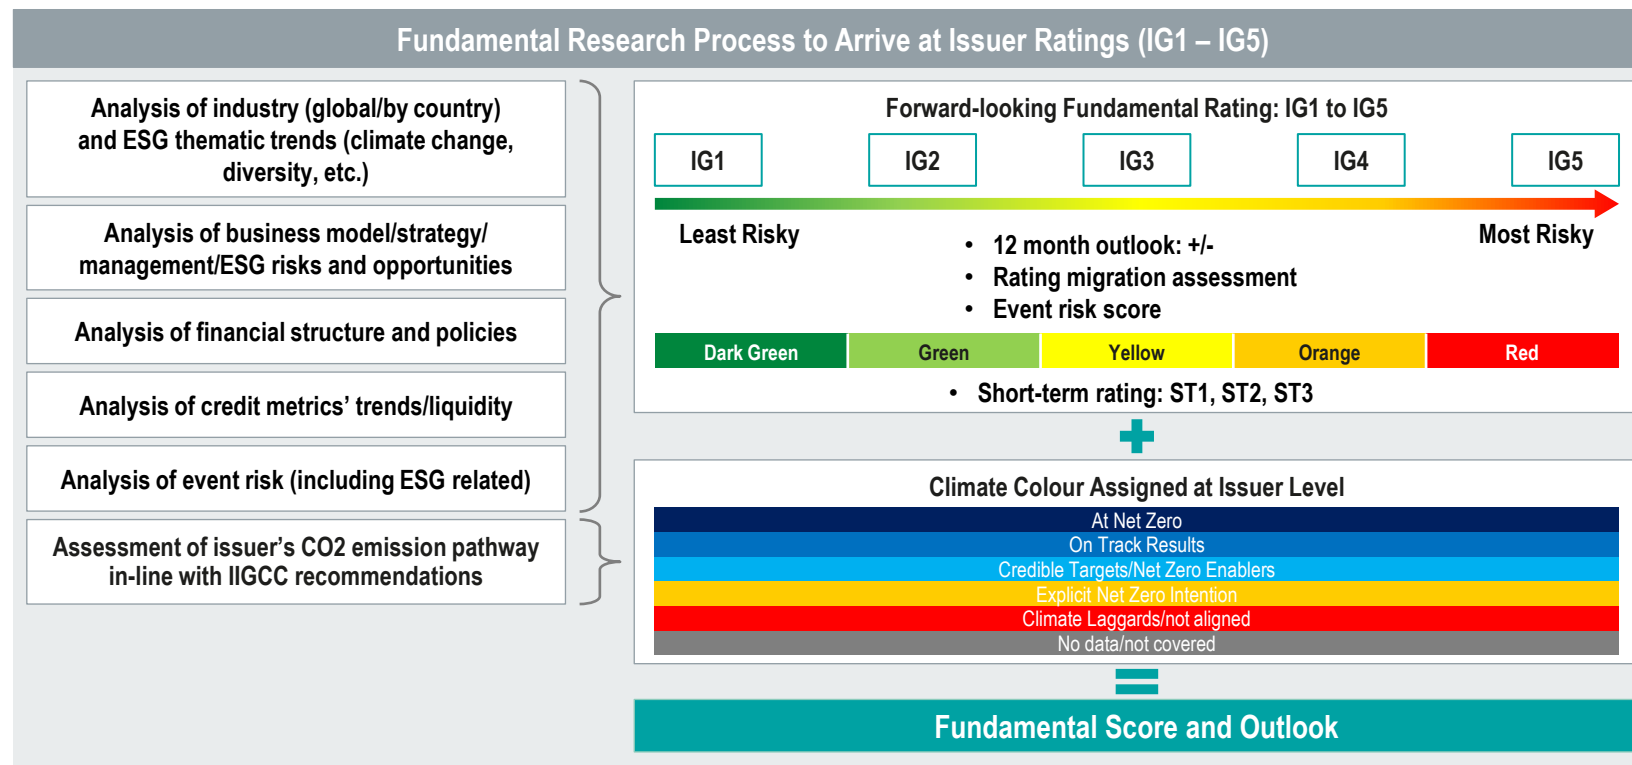 Fundamental Research Process to Arrive at Issuer Ratings (IG1 – IG5)
Analysis of industry (global/by country)
and ESG thematic trends (climate change,
diversity, etc.)
Analysis of business model/strategy/
management/ESG risks and opportunities
Analysis of financial structure and policies
Analysis of credit metrics’ trends/liquidity
Analysis of event risk (including ESG related)
Assessment of issuer’s CO2 emission pathway
in-line with IIGCC recommendations
Forward-looking Fundamental Rating: IG1 to IG5
IG1 IG2 IG3 IG4 IG5
Least Risky Most Risky
• 12 month outlook: +/-
• Rating migration assessment
• Event risk score
Dark Green Green Yellow Orange Red
• Short-term rating: ST1, ST2, ST3
+
Climate Colour Assigned at Issuer Level
At Net Zero
On Track Results
Credible Targets/Net Zero Enablers
Explicit Net Zero Intention
Climate Laggards/not aligned
No data/not covered
=
Fundamental Score and Outlook